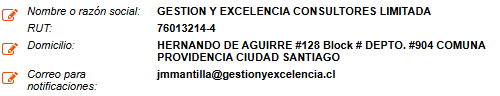 Nombre o razón social: GESTION Y EXCELENCIA CONSULTORES LIMITADA
RUT: 76013214-4
Domicilio: HERNANDO DE AGUIRRE #128 Block # DEPTO. #904 COMUNA
PROVIDENCIA CIUDAD SANTIAGO
Correo para jmmantilla@gestionyexcelencia.cl
notificaciones: